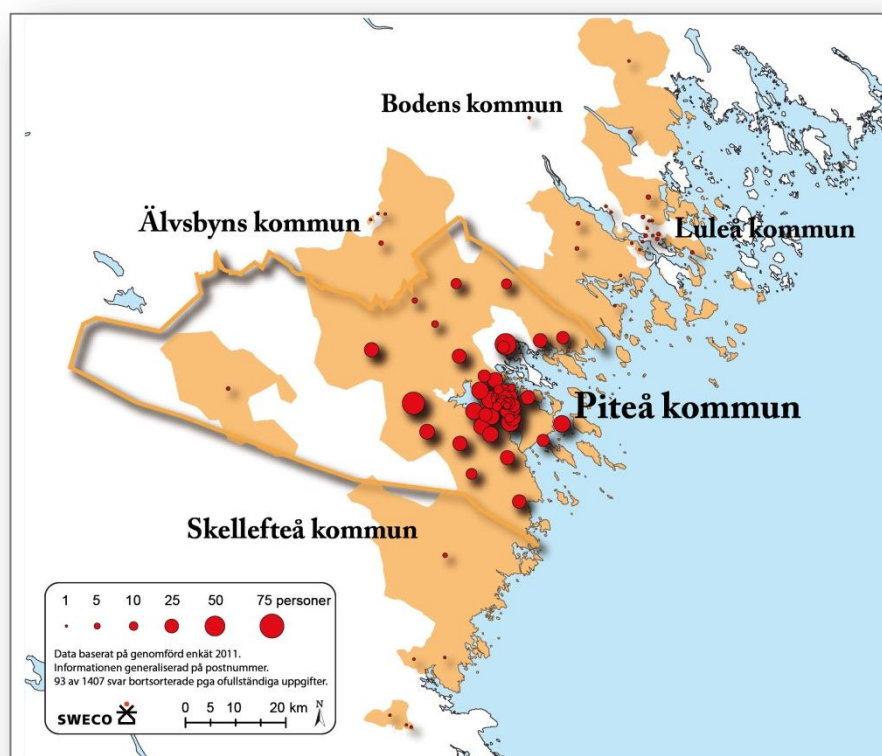 Bodens kommun
Älvsbyns kommun
Luleå kommun
Piteå kommun
Skellefteå kommun
1 5 10 25 50 75 personer
Data baserat på genomförd enkät 2011.
Informationen generaliserad på postnummer.
93 av 1407 svar bortsorterade pga ofullständiga uppgifter.
SWECO
0 5 10 20 km
N